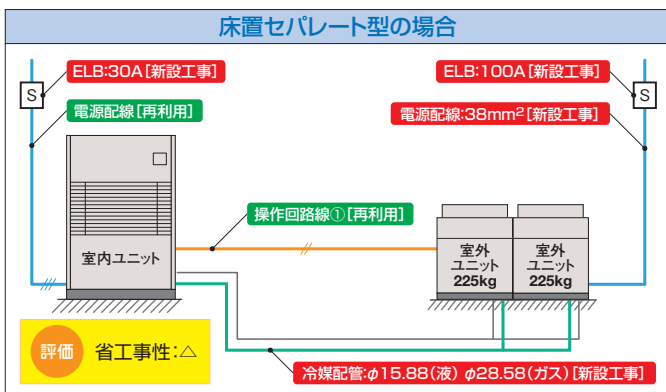 床置セパレート型の場合
ELB:30A[新設工事]
ELB:100A[新設工事]
S
S
電源配線[再利用]
電源配線:38mm²[新設工事]
操作回路線①[再利用]
室内ユニット
室外
ユニット
225kg
室外
ユニット
225kg
評価 省工事性:△
冷媒配管:φ15.88(液) φ28.58(ガス)[新設工事]